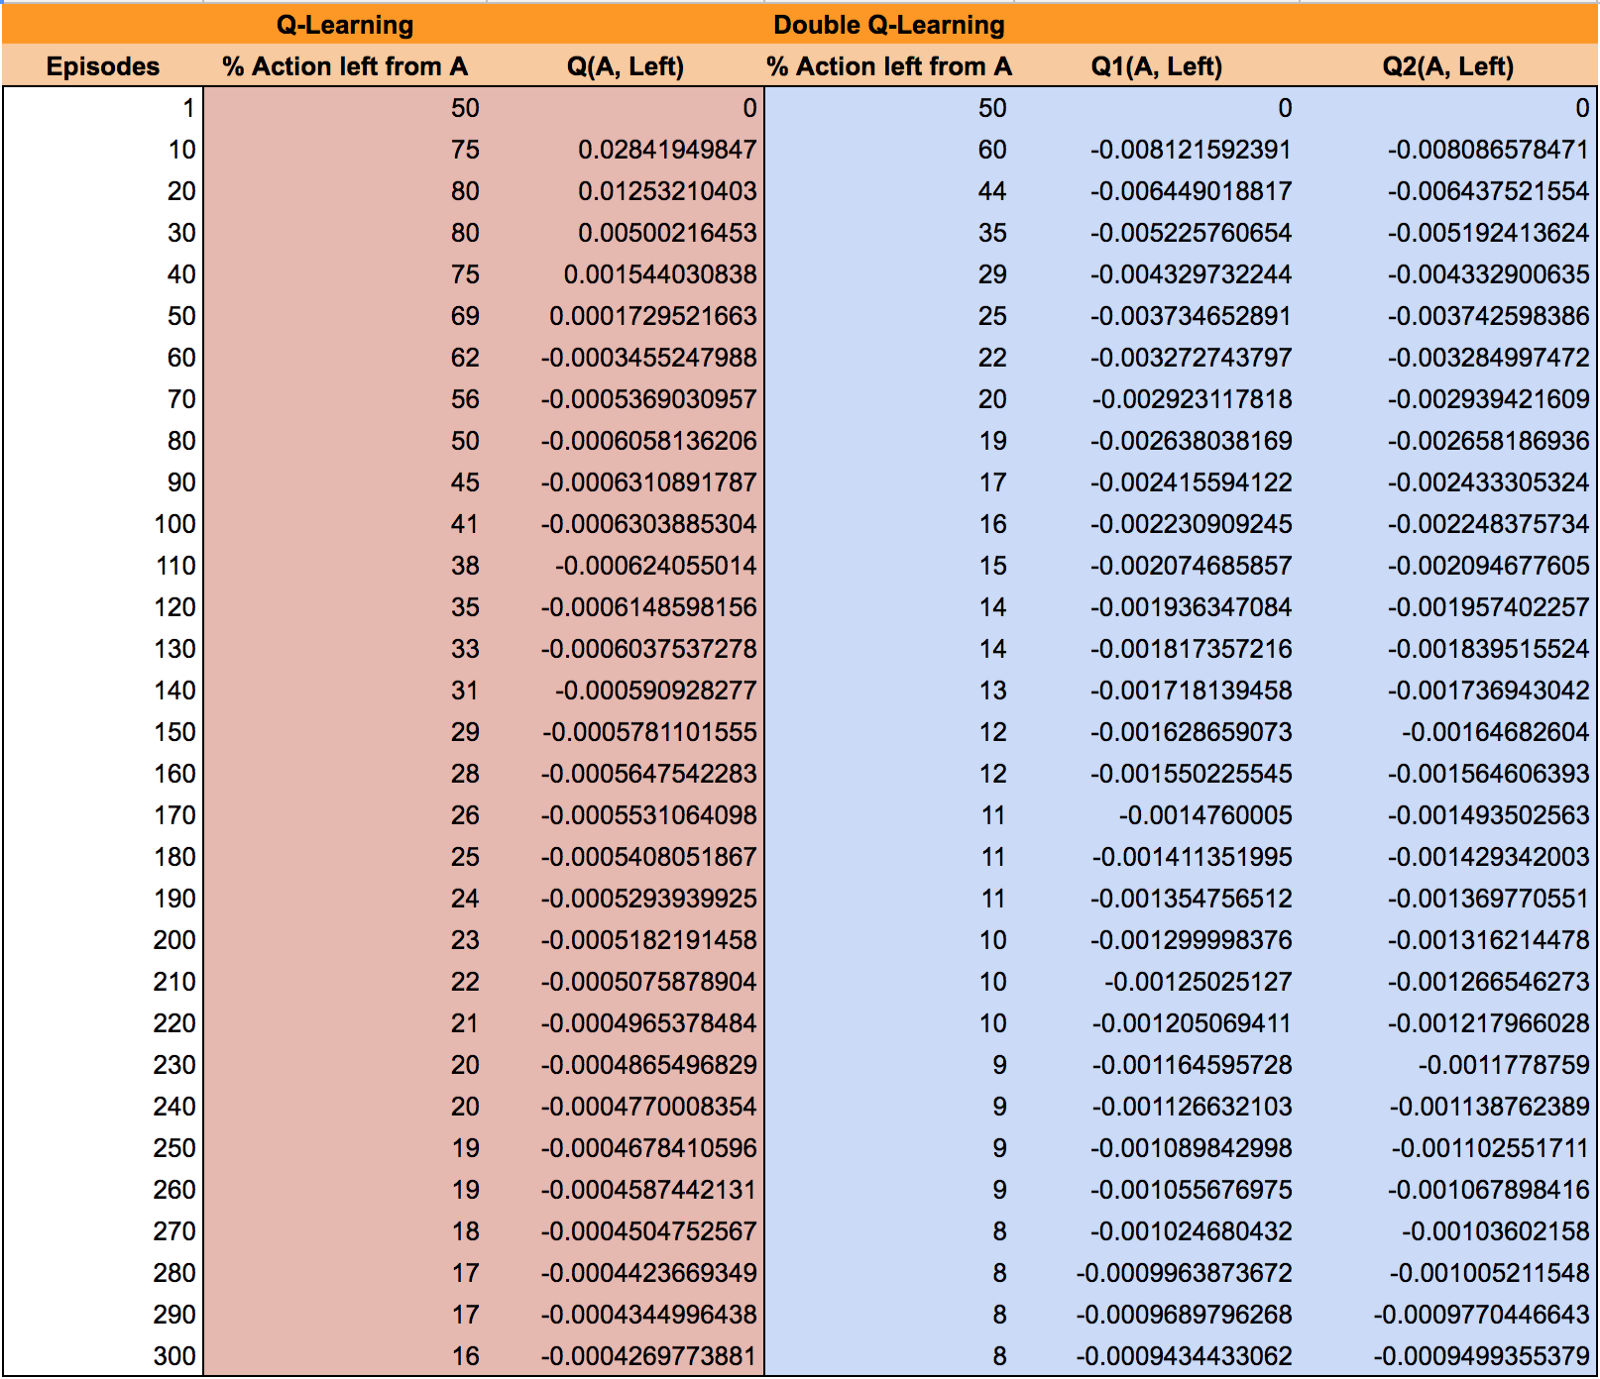 Q-Learning Double Q-Learning
Episodes % Action left from A Q(A, Left) % Action left from A Q1(A, Left) Q2(A, Left)
1 50 0 50 0 0
10 75 0.02841949847 60 -0.008121592391 -0.008086578471
20 80 0.01253210403 44 -0.006449018817 -0.006437521554
30 80 0.00500216453 35 -0.005225760654 -0.005192413624
40 75 0.001544030838 29 -0.004329732244 -0.004332900635
50 69 0.0001729521663 25 -0.003734652891 -0.003742598386
60 62 -0.0003455247988 22 -0.003272743797 -0.003284997472
70 56 -0.0005369030957 20 -0.002923117818 -0.002939421609
80 50 -0.0006058136206 19 -0.002638038169 -0.002658186936
90 45 -0.0006310891787 17 -0.002415594122 -0.002433305324
100 41 -0.0006303885304 16 -0.002230909245 -0.002248375734
110 38 -0.000624055014 15 -0.002074685857 -0.002094677605
120 35 -0.0006148598156 14 -0.001936347084 -0.001957402257
130 33 -0.0006037537278 14 -0.001817357216 -0.001839515524
140 31 -0.000590928277 13 -0.001718139458 -0.001736943042
150 29 -0.0005781101555 12 -0.001628659073 -0.00164682604
160 28 -0.0005647542283 12 -0.001550225545 -0.001564606393
170 26 -0.0005531064098 11 -0.0014760005 -0.001493502563
180 25 -0.0005408051867 11 -0.001411351995 -0.001429342003
190 24 -0.0005293939925 11 -0.001354756512 -0.001369770551
200 23 -0.0005182191458 10 -0.001299998376 -0.001316214478
210 22 -0.0005075878904 10 -0.00125025127 -0.001266546273
220 21 -0.0004965378484 10 -0.001205069411 -0.001217966028
230 20 -0.0004865496829 9 -0.001164595728 -0.0011778759
240 20 -0.0004770008354 9 -0.001126632103 -0.001138762389
250 19 -0.0004678410596 9 -0.001089842998 -0.001102551711
260 19 -0.0004587442131 9 -0.001055676975 -0.001067898416
270 18 -0.0004504752567 8 -0.001024680432 -0.00103602158
280 17 -0.0004423669349 8 -0.0009963873672 -0.001005211548
290 17 -0.0004344996438 8 -0.0009689796268 -0.0009770446643
300 16 -0.0004269773881 8 -0.0009434433062 -0.0009499355379